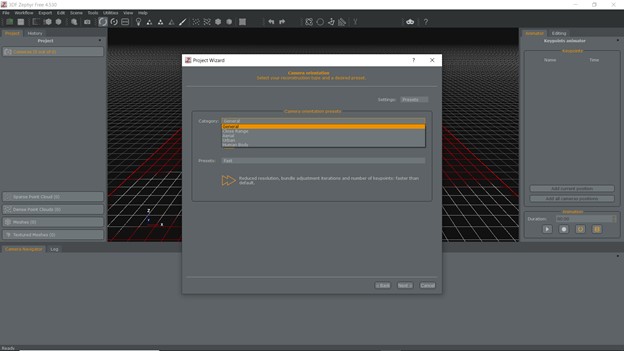 3DF Zephyr Free 4.530
File Workflow Export Edit Scene Tools Utilities View Help
Project History
Project
Cameras (0 out of 0)
Sparse Point Cloud (0)
Dense Point Clouds (0)
Meshes (0)
Textured Meshes (0)
Project Wizard
?
Camera orientation
Select your reconstruction type and a desired preset.
Settings: Presets
Camera orientation presets
Category: General
General
Close Range
Aerial
Urban
Human Body
Presets: Fast
Reduced resolution, bundle adjustment iterations and number of keypoints: faster than
default.
< Back Next > Cancel
Animator Editing
Keypoints animator
Keypoints
Name Time
Add current position
Add all cameras positions
Animation
Duration: 00:00
Camera Navigator Log
Ready
Z
X